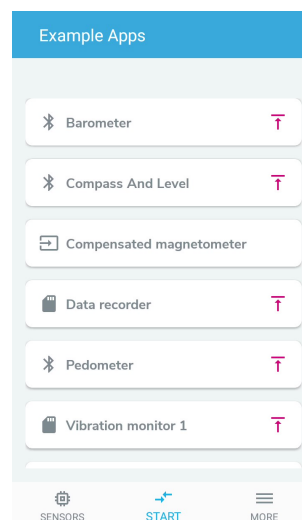 Example Apps
Barometer
Compass And Level
Compensated magnetometer
Data recorder
Pedometer
Vibration monitor 1
SENSORS
START
MORE